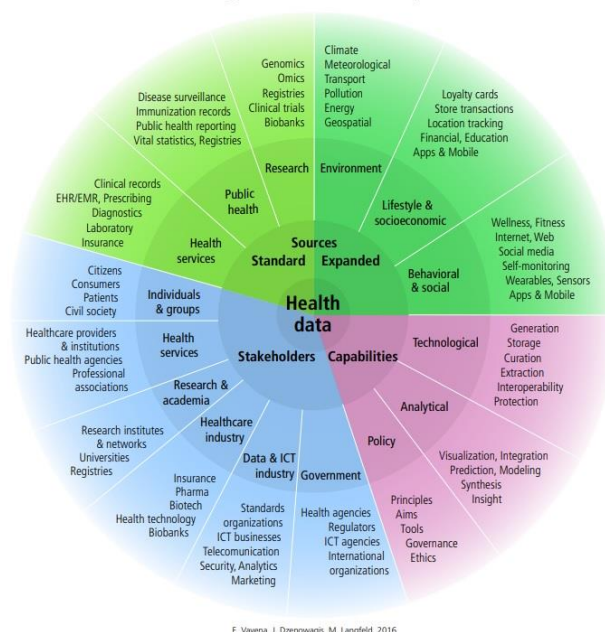 Health
data
Sources
Standard
Expanded
Stakeholders
Capabilities
Research
Genomics
Omics
Registries
Clinical trials
Biobanks
Public
health
Disease surveillance
Immunization records
Public health reporting
Vital statistics, Registries
Health
services
Clinical records
EHR/EMR, Prescribing
Diagnostics
Laboratory
Insurance
Environment
Climate
Meteorological
Transport
Pollution
Energy
Geospatial
Lifestyle &
socioeconomic
Loyalty cards
Store transactions
Location tracking
Financial, Education
Apps & Mobile
Behavioral
& social
Wellness, Fitness
Internet, Web
Social media
Self-monitoring
Wearables, Sensors
Apps & Mobile
Technological
Generation
Storage
Curation
Extraction
Interoperability
Protection
Analytical
Visualization, Integration
Prediction, Modeling
Synthesis
Insight
Policy
Principles
Aims
Tools
Governance
Ethics
Government
Health agencies
Regulators
ICT agencies
International
organizations
Data & ICT
industry
Standards
organizations
ICT businesses
Telecomunication
Security, Analytics
Marketing
Healthcare
industry
Insurance
Pharma
Biotech
Health technology
Biobanks
Research &
academia
Research institutes
& networks
Universities
Registries
Health
services
Healthcare providers
& institutions
Public health agencies
Professional
associations
Individuals
& groups
Citizens
Consumers
Patients
Civil society
E. Vayena, J. Dzenowagis, M. Langfeld, 2016